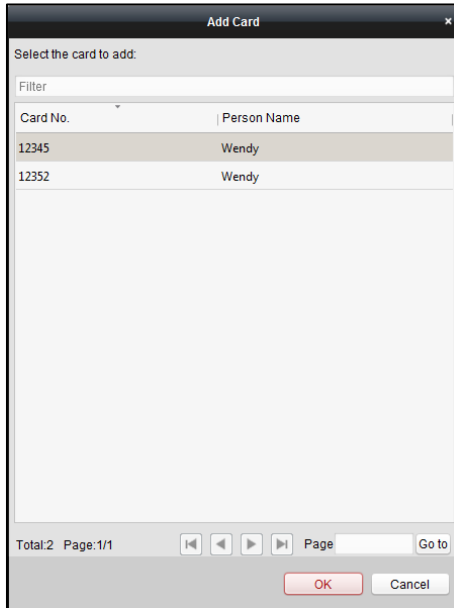 Add Card ×
Select the card to add:
Filter
Card No. Person Name
12345 Wendy
12352 Wendy
Total:2 Page:1/1 Page Go to
OK Cancel